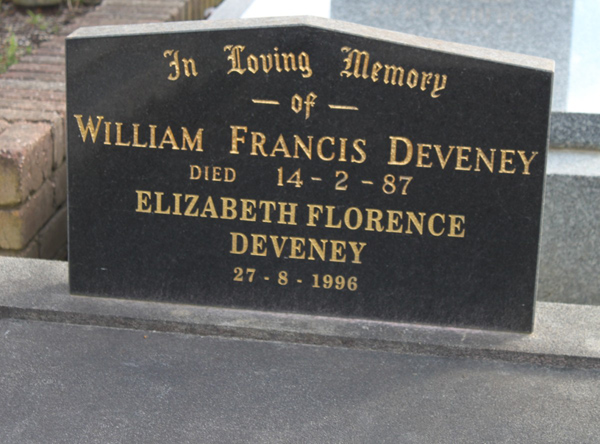 In Loving Memory
— of —
WILLIAM FRANCIS DEVENEY
DIED 14 - 2 - 87
ELIZABETH FLORENCE
DEVENEY
27 - 8 - 1996